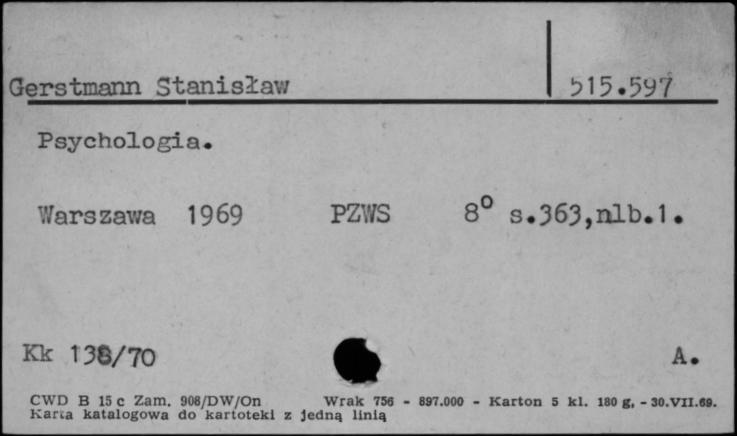 Gerstmann Stanisław 515.597
Psychologia.
Warszawa 1969 PZWS 8° s.363,nlb.1.
Kk 138/70 A.
CWD B 15 c Zam. 908/DW/On Wrak 756 - 897.000 - Karton 5 kl. 180 g, - 30.VII.69.
Karta katalogowa do kartoteki z jedną linią